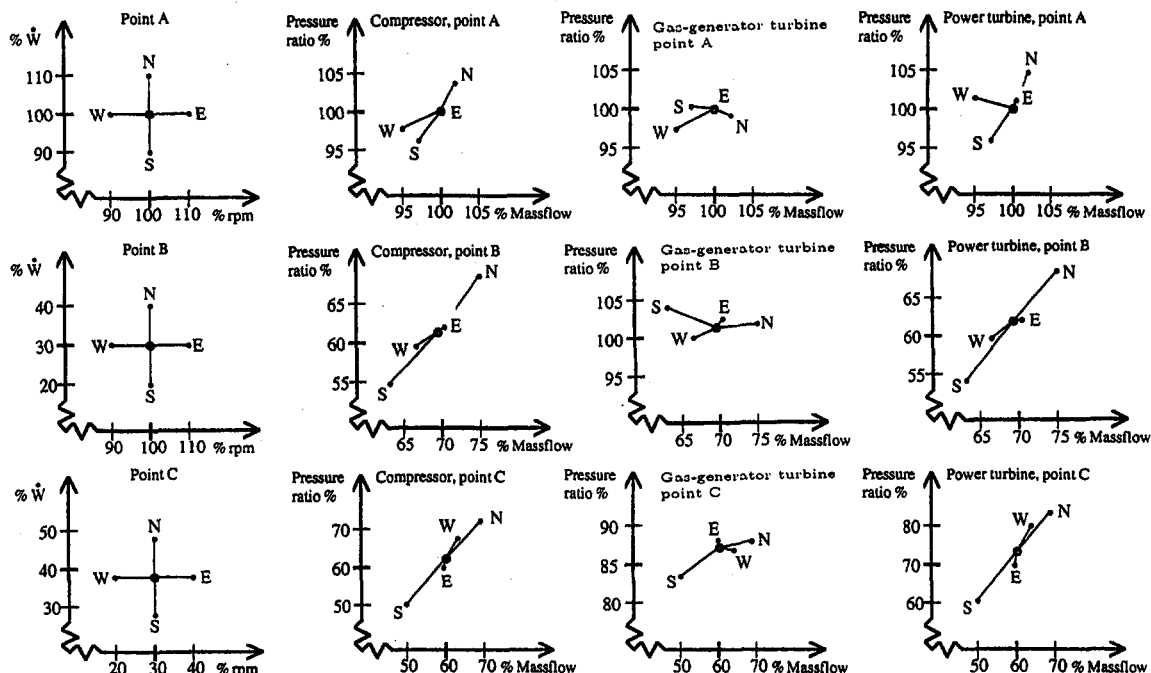 Point A
% Ẇ
N
110
100
W
E
90
S
90 100 110 % rpm
Pressure
ratio %
Compressor, point A
N
105
100
E
W
95
S
95 100 105 % Massflow
Pressure
ratio %
Gas-generator turbine
point A
105
S
E
100
W
N
95
95 100 105 % Massflow
Pressure
ratio %
Power turbine, point A
N
105
W
E
100
S
95
95 100 105 % Massflow
Point B
% Ẇ
N
40
W
30
E
20
S
90 100 110 % rpm
Pressure
ratio %
Compressor, point B
N
65
E
60
W
55
S
65 70 75 % Massflow
Pressure
ratio %
Gas-generator turbine
point B
105
S
E
N
100
W
95
65 75 % Massflow
Pressure
ratio %
Power turbine, point B
N
65
E
60
W
55
S
65 70 75 % Massflow
Point C
% Ẇ
50
N
40
W
E
30
S
20 30 40 % rpm
Pressure
ratio %
Compressor, point C
N
70
W
60
E
50
S
50 60 70 % Massflow
Pressure
ratio %
Gas-generator turbine
point C
90
E
N
W
85
S
80
50 60 70 % Massflow
Pressure
ratio %
Power turbine, point C
N
80
W
70
E
60
S
50 60 70 % Massflow